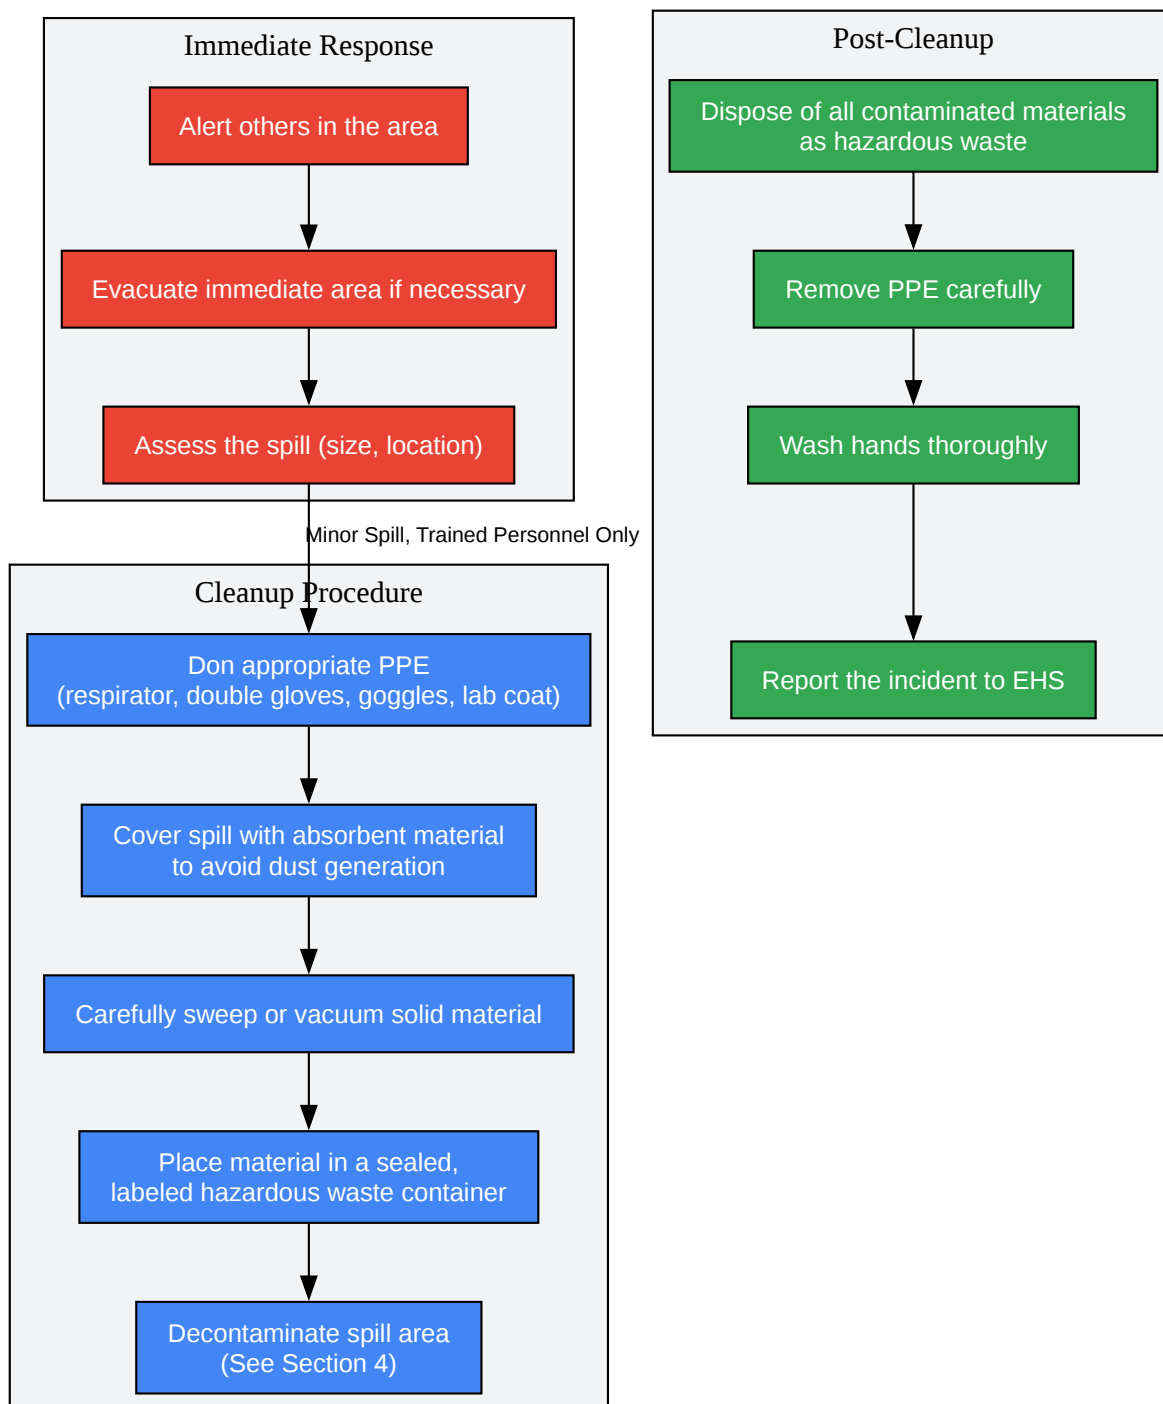 Immediate Response
Alert others in the area
Evacuate immediate area if necessary
Assess the spill (size, location)
Minor Spill, Trained Personnel Only
Cleanup Procedure
Don appropriate PPE
(respirator, double gloves, goggles, lab coat)
Cover spill with absorbent material
to avoid dust generation
Carefully sweep or vacuum solid material
Place material in a sealed,
labeled hazardous waste container
Decontaminate spill area
(See Section 4)
Post-Cleanup
Dispose of all contaminated materials
as hazardous waste
Remove PPE carefully
Wash hands thoroughly
Report the incident to EHS